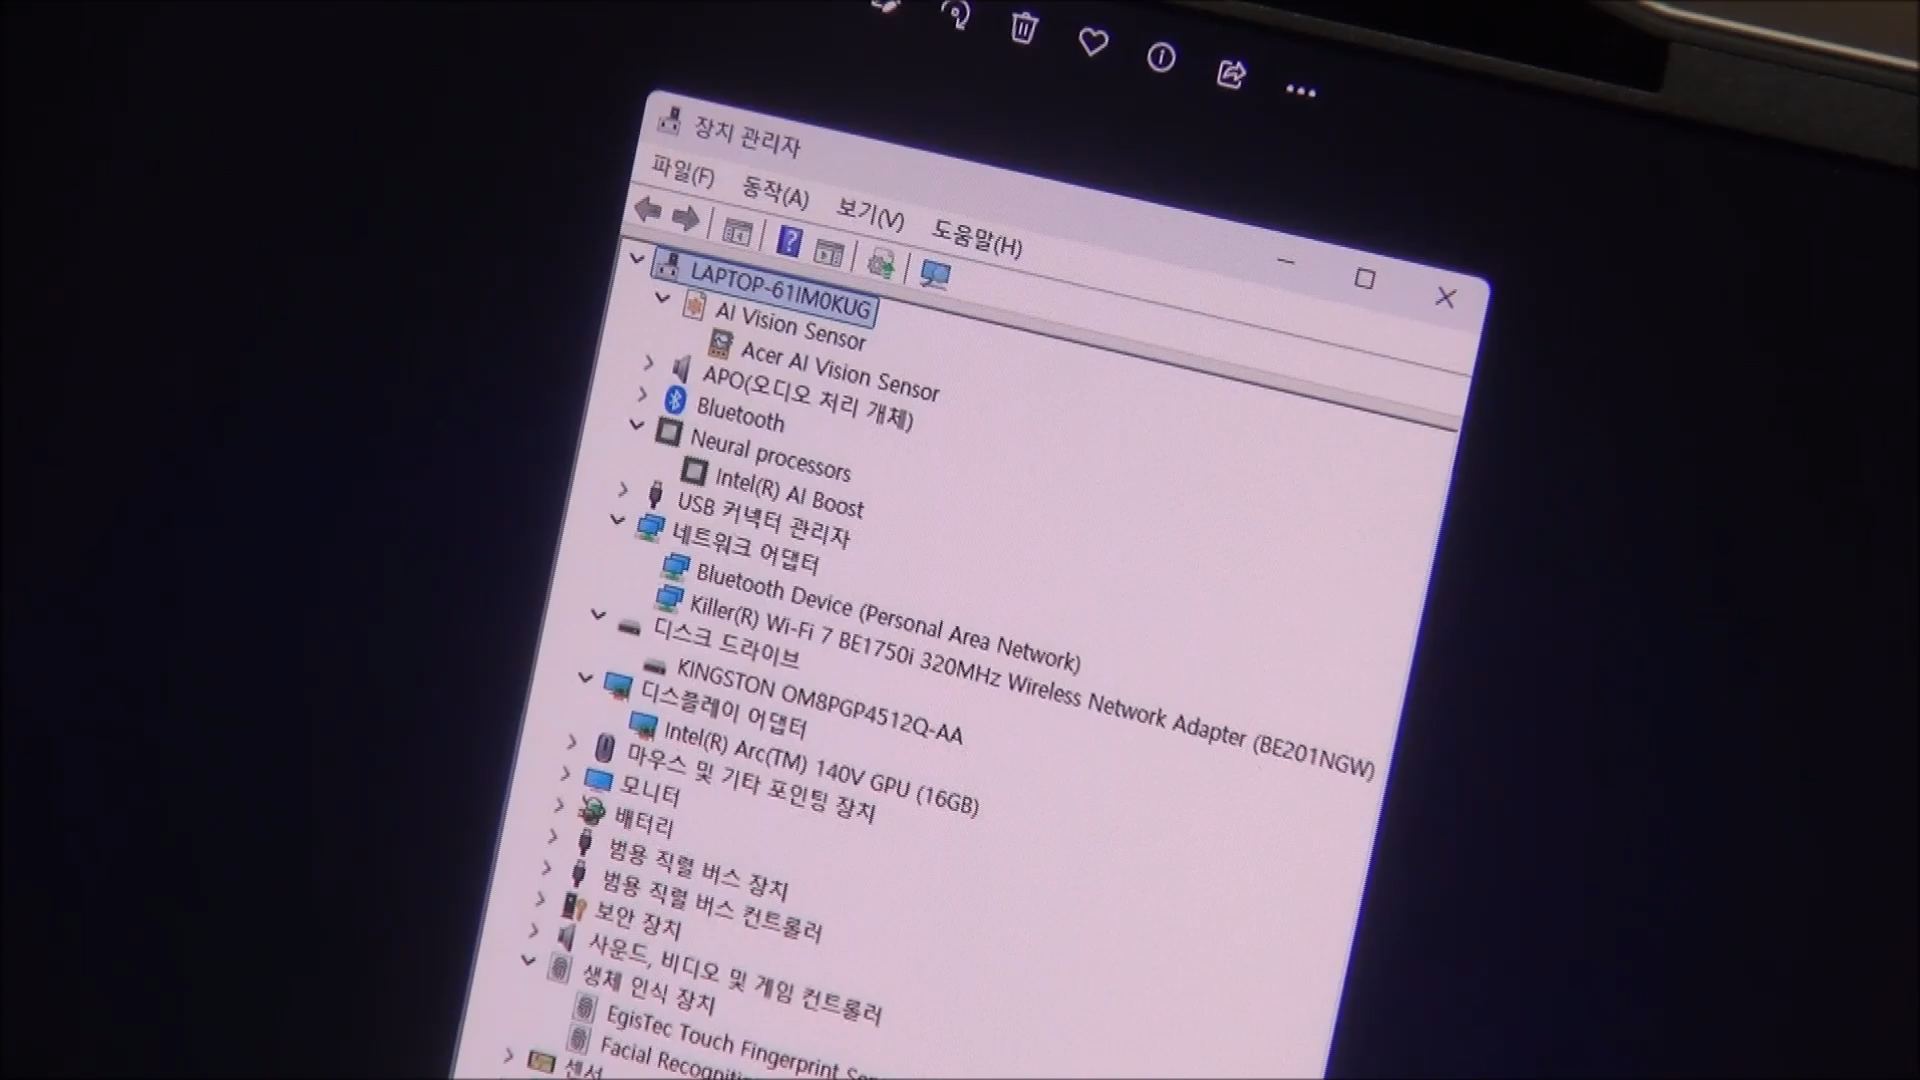 장치 관리자
파일(F) 동작(A) 보기(V) 도움말(H)
LAPTOP-61IM0KUG
AI Vision Sensor
Acer AI Vision Sensor
APO(오디오 처리 개체)
Bluetooth
Neural processors
Intel(R) AI Boost
USB 커넥터 관리자
네트워크 어댑터
Bluetooth Device (Personal Area Network)
Killer(R) Wi-Fi 7 BE1750i 320MHz Wireless Network Adapter (BE201NGW)
디스크 드라이브
KINGSTON OM8PGP4512Q-AA
디스플레이 어댑터
Intel(R) Arc(TM) 140V GPU (16GB)
마우스 및 기타 포인팅 장치
모니터
배터리
범용 직렬 버스 장치
범용 직렬 버스 컨트롤러
보안 장치
사운드, 비디오 및 게임 컨트롤러
생체 인식 장치
EgisTec Touch Fingerprint
Facial
센서